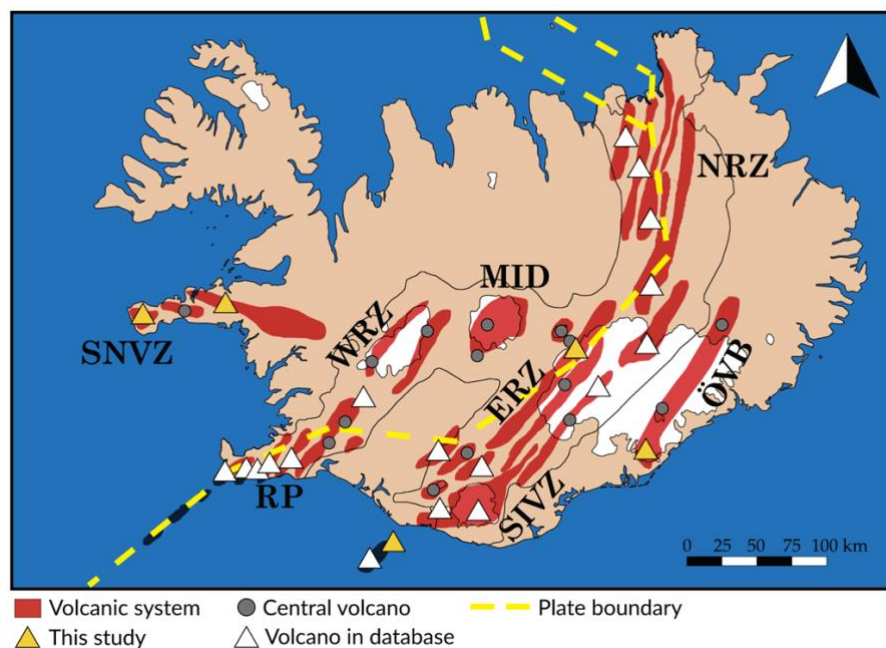 NRZ
MID
SNVZ
WRZ
ERZ
ÖVB
RP
SIVZ
0 25 50 75 100 km
Volcanic system
Central volcano
Plate boundary
This study
Volcano in database